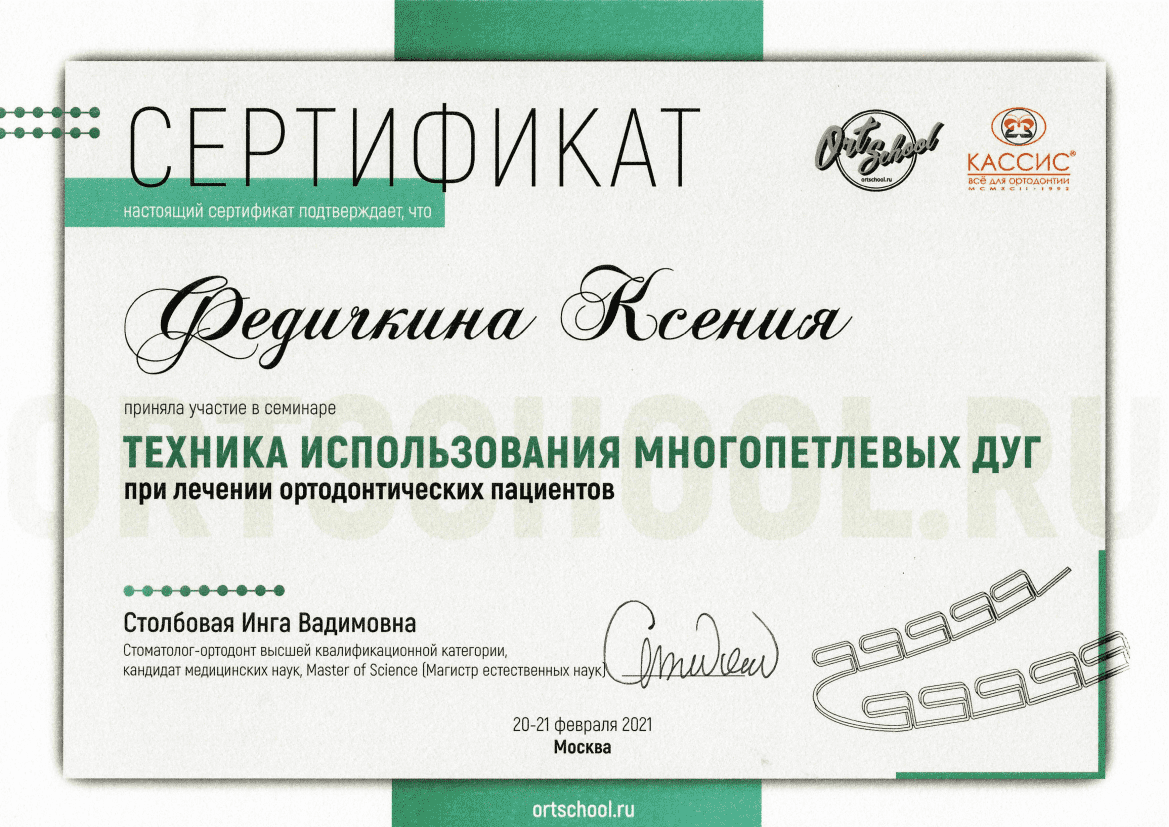 СЕРТИФИКАТ
Ort School
ortschool.ru
КАССИС®
всё для ортодонтии
MCMXCII-1992
настоящий сертификат подтверждает, что
Федичкина Ксения
ORTSCHOOL.RU
приняла участие в семинаре
ТЕХНИКА ИСПОЛЬЗОВАНИЯ МНОГОПЕТЛЕВЫХ ДУГ
при лечении ортодонтических пациентов
Столбовая Инга Вадимовна
Стоматолог-ортодонт высшей квалификационной категории,
кандидат медицинских наук, Master of Science (Магистр естественных наук)
20-21 февраля 2021
Москва
ortschool.ru